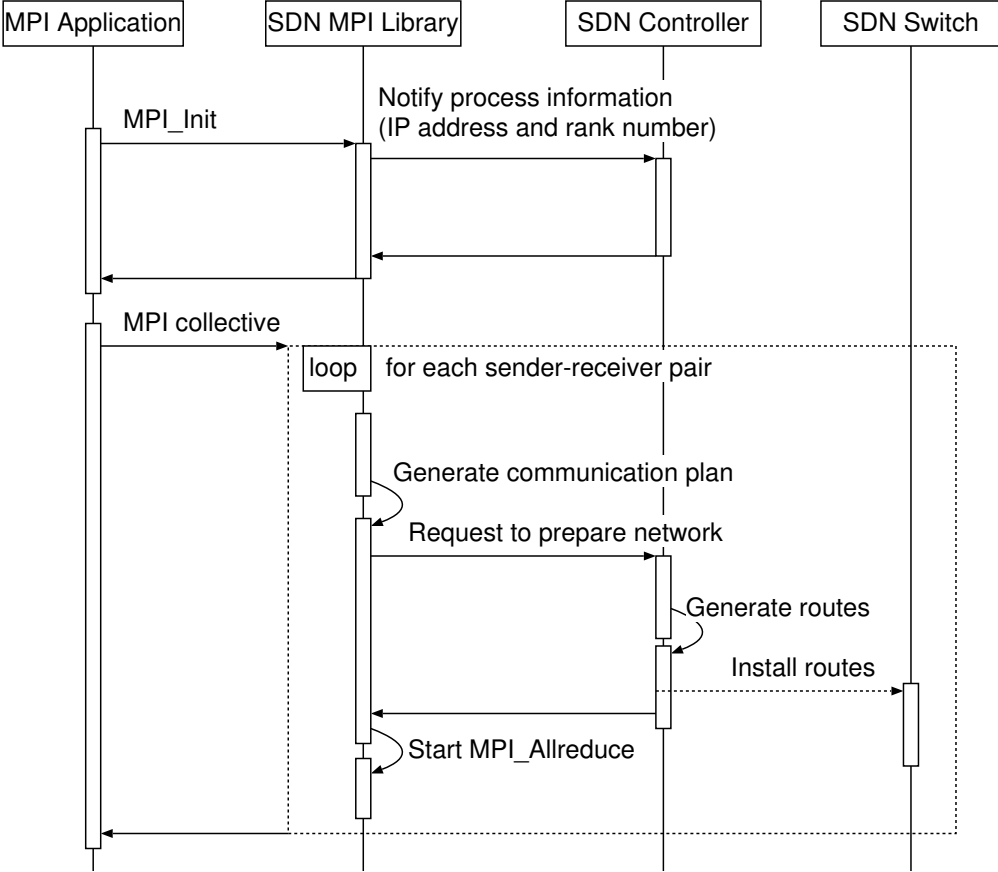 MPI Application
SDN MPI Library
SDN Controller
SDN Switch
Notify process information
(IP address and rank number)
MPI_Init
MPI collective
loop
for each sender-receiver pair
Generate communication plan
Request to prepare network
Generate routes
Install routes
Start MPI_Allreduce